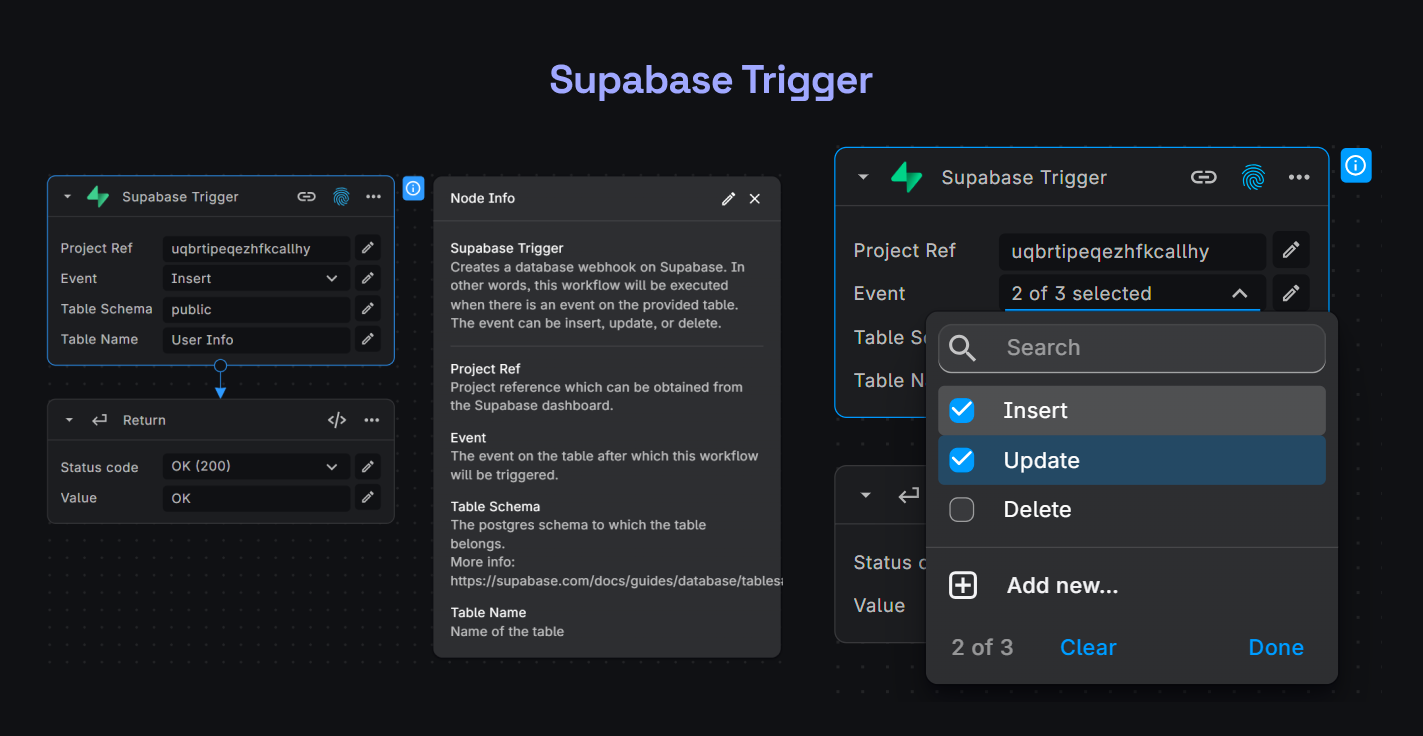 Supabase Trigger
Supabase Trigger
Project Ref uqbrtipeqezhfkcallhy
Event Insert
Table Schema public
Table Name User Info
Return
Status code OK (200)
Value OK
Node Info
Supabase Trigger
Creates a database webhook on Supabase. In
other words, this workflow will be executed
when there is an event on the provided table.
The event can be insert, update, or delete.
Project Ref
Project reference which can be obtained from
the Supabase dashboard.
Event
The event on the table after which this workflow
will be triggered.
Table Schema
The postgres schema to which the table
belongs.
More info:
https://supabase.com/docs/guides/database/tables
Table Name
Name of the table
Supabase Trigger
Project Ref uqbrtipeqezhfkcallhy
Event 2 of 3 selected
Table S
Table N
Search
Insert
Update
Delete
Add new...
2 of 3 Clear Done
Status
Value